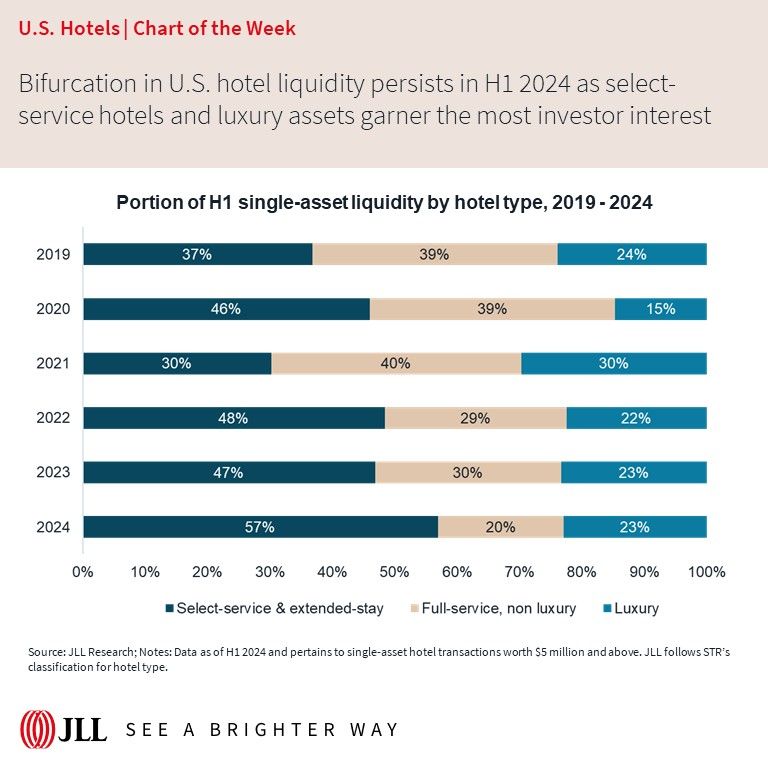 U.S. Hotels | Chart of the Week
Bifurcation in U.S. hotel liquidity persists in H1 2024 as select-
service hotels and luxury assets garner the most investor interest
Portion of H1 single-asset liquidity by hotel type, 2019 - 2024
2019 37% 39% 24%
2020 46% 39% 15%
2021 30% 40% 30%
2022 48% 29% 22%
2023 47% 30% 23%
2024 57% 20% 23%
0% 10% 20% 30% 40% 50% 60% 70% 80% 90% 100%
Select-service & extended-stay Full-service, non luxury Luxury
Source: JLL Research; Notes: Data as of H1 2024 and pertains to single-asset hotel transactions worth $5 million and above. JLL follows STR's
classification for hotel type.
JLL SEE A BRIGHTER WAY